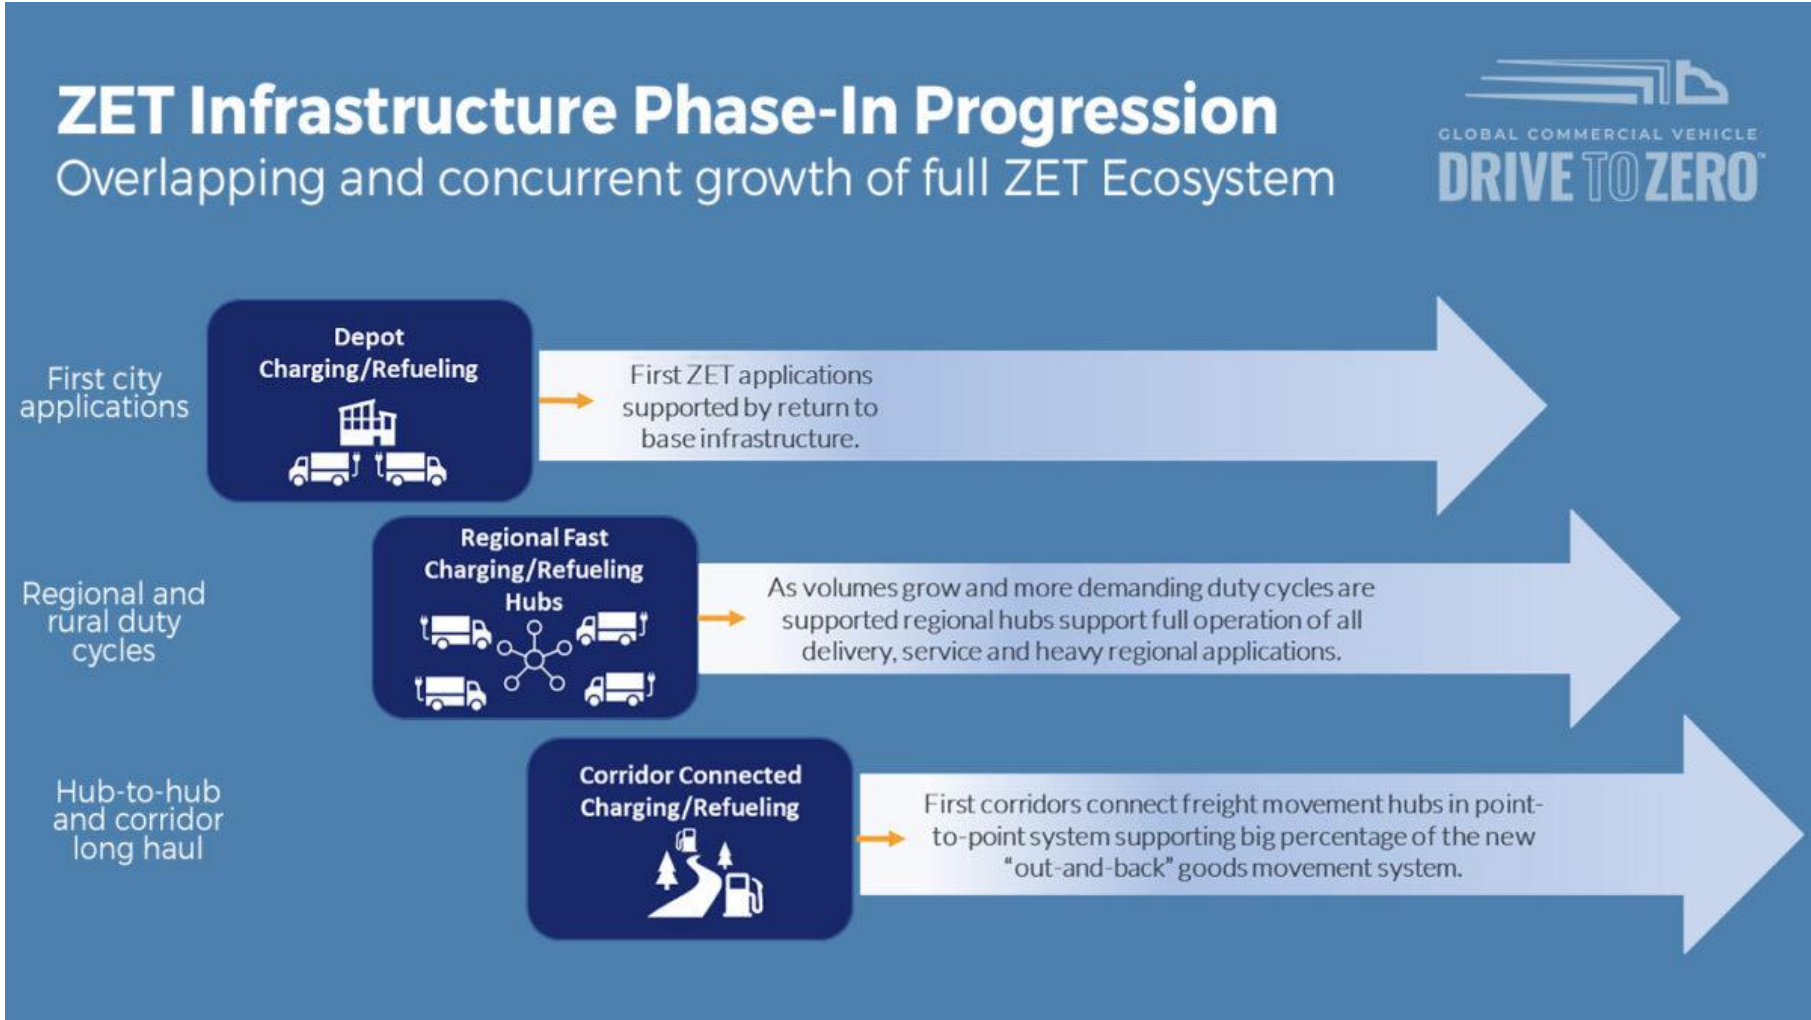 ZET Infrastructure Phase-In Progression
Overlapping and concurrent growth of full ZET Ecosystem
GLOBAL COMMERCIAL VEHICLE
DRIVE TO ZERO™
First city
applications
Depot
Charging/Refueling
First ZET applications
supported by return to
base infrastructure.
Regional and
rural duty
cycles
Regional Fast
Charging/Refueling
Hubs
As volumes grow and more demanding duty cycles are
supported regional hubs support full operation of all
delivery, service and heavy regional applications.
Hub-to-hub
and corridor
long haul
Corridor Connected
Charging/Refueling
First corridors connect freight movement hubs in point-
to-point system supporting big percentage of the new
“out-and-back” goods movement system.